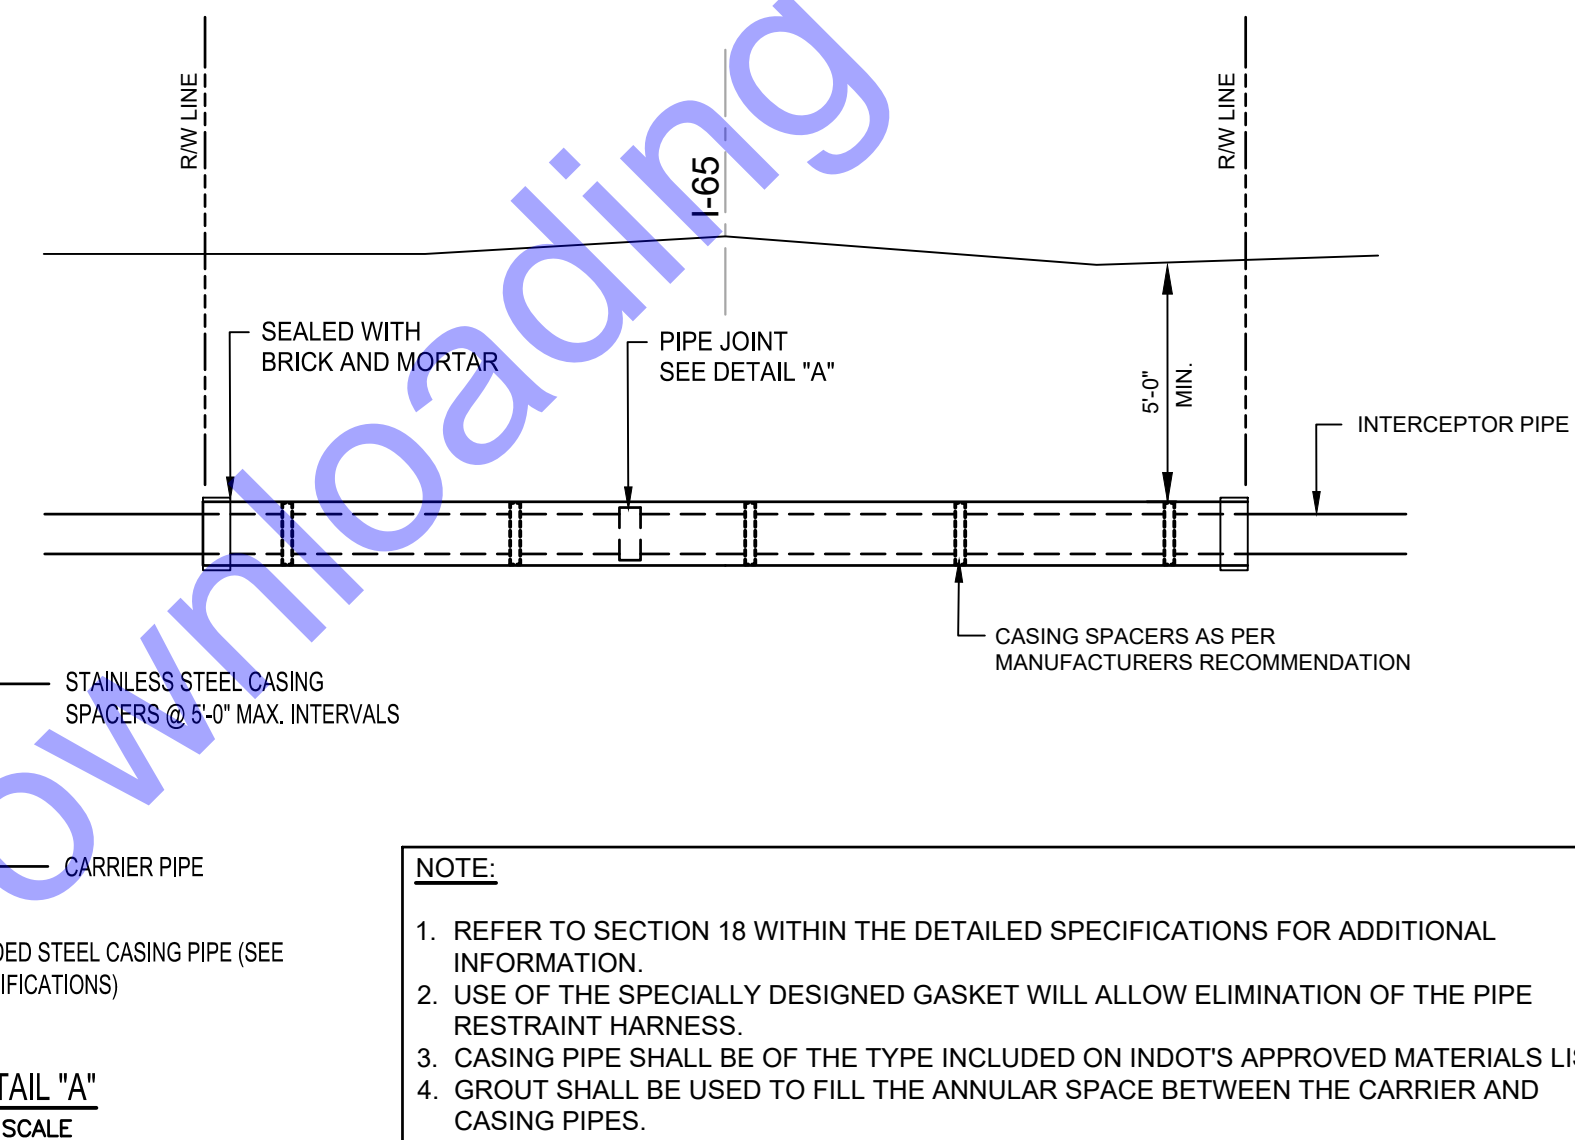 R/W LINE
R/W LINE
I-65
SEALED WITH
BRICK AND MORTAR
PIPE JOINT
SEE DETAIL "A"
5'-0"
MIN.
INTERCEPTOR PIPE
CASING SPACERS AS PER
MANUFACTURERS RECOMMENDATION
STAINLESS STEEL CASING
SPACERS @ 5'-0" MAX. INTERVALS
CARRIER PIPE
DED STEEL CASING PIPE (SEE
IFICATIONS)
TAIL "A"
SCALE
NOTE:
1. REFER TO SECTION 18 WITHIN THE DETAILED SPECIFICATIONS FOR ADDITIONAL
INFORMATION.
2. USE OF THE SPECIALLY DESIGNED GASKET WILL ALLOW ELIMINATION OF THE PIPE
RESTRAINT HARNESS.
3. CASING PIPE SHALL BE OF THE TYPE INCLUDED ON INDOT'S APPROVED MATERIALS LIS
4. GROUT SHALL BE USED TO FILL THE ANNULAR SPACE BETWEEN THE CARRIER AND
CASING PIPES.
ownloading